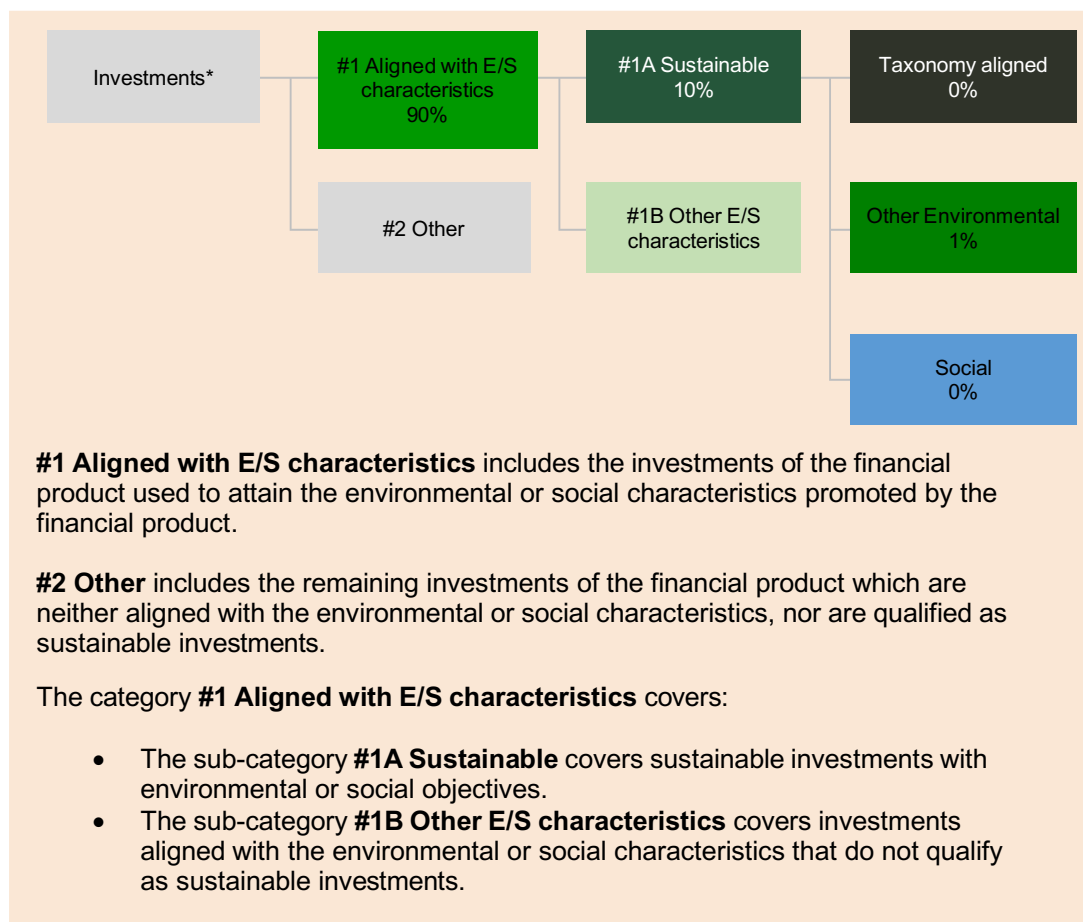 Investments*
#1 Aligned with E/S
characteristics
90%
#1A Sustainable
10%
Taxonomy aligned
0%
#2 Other
#1B Other E/S
characteristics
Other Environmental
1%
Social
0%
#1 Aligned with E/S characteristics includes the investments of the financial
product used to attain the environmental or social characteristics promoted by the
financial product.
#2 Other includes the remaining investments of the financial product which are
neither aligned with the environmental or social characteristics, nor are qualified as
sustainable investments.
The category #1 Aligned with E/S characteristics covers:
• The sub-category #1A Sustainable covers sustainable investments with
environmental or social objectives.
• The sub-category #1B Other E/S characteristics covers investments
aligned with the environmental or social characteristics that do not qualify
as sustainable investments.